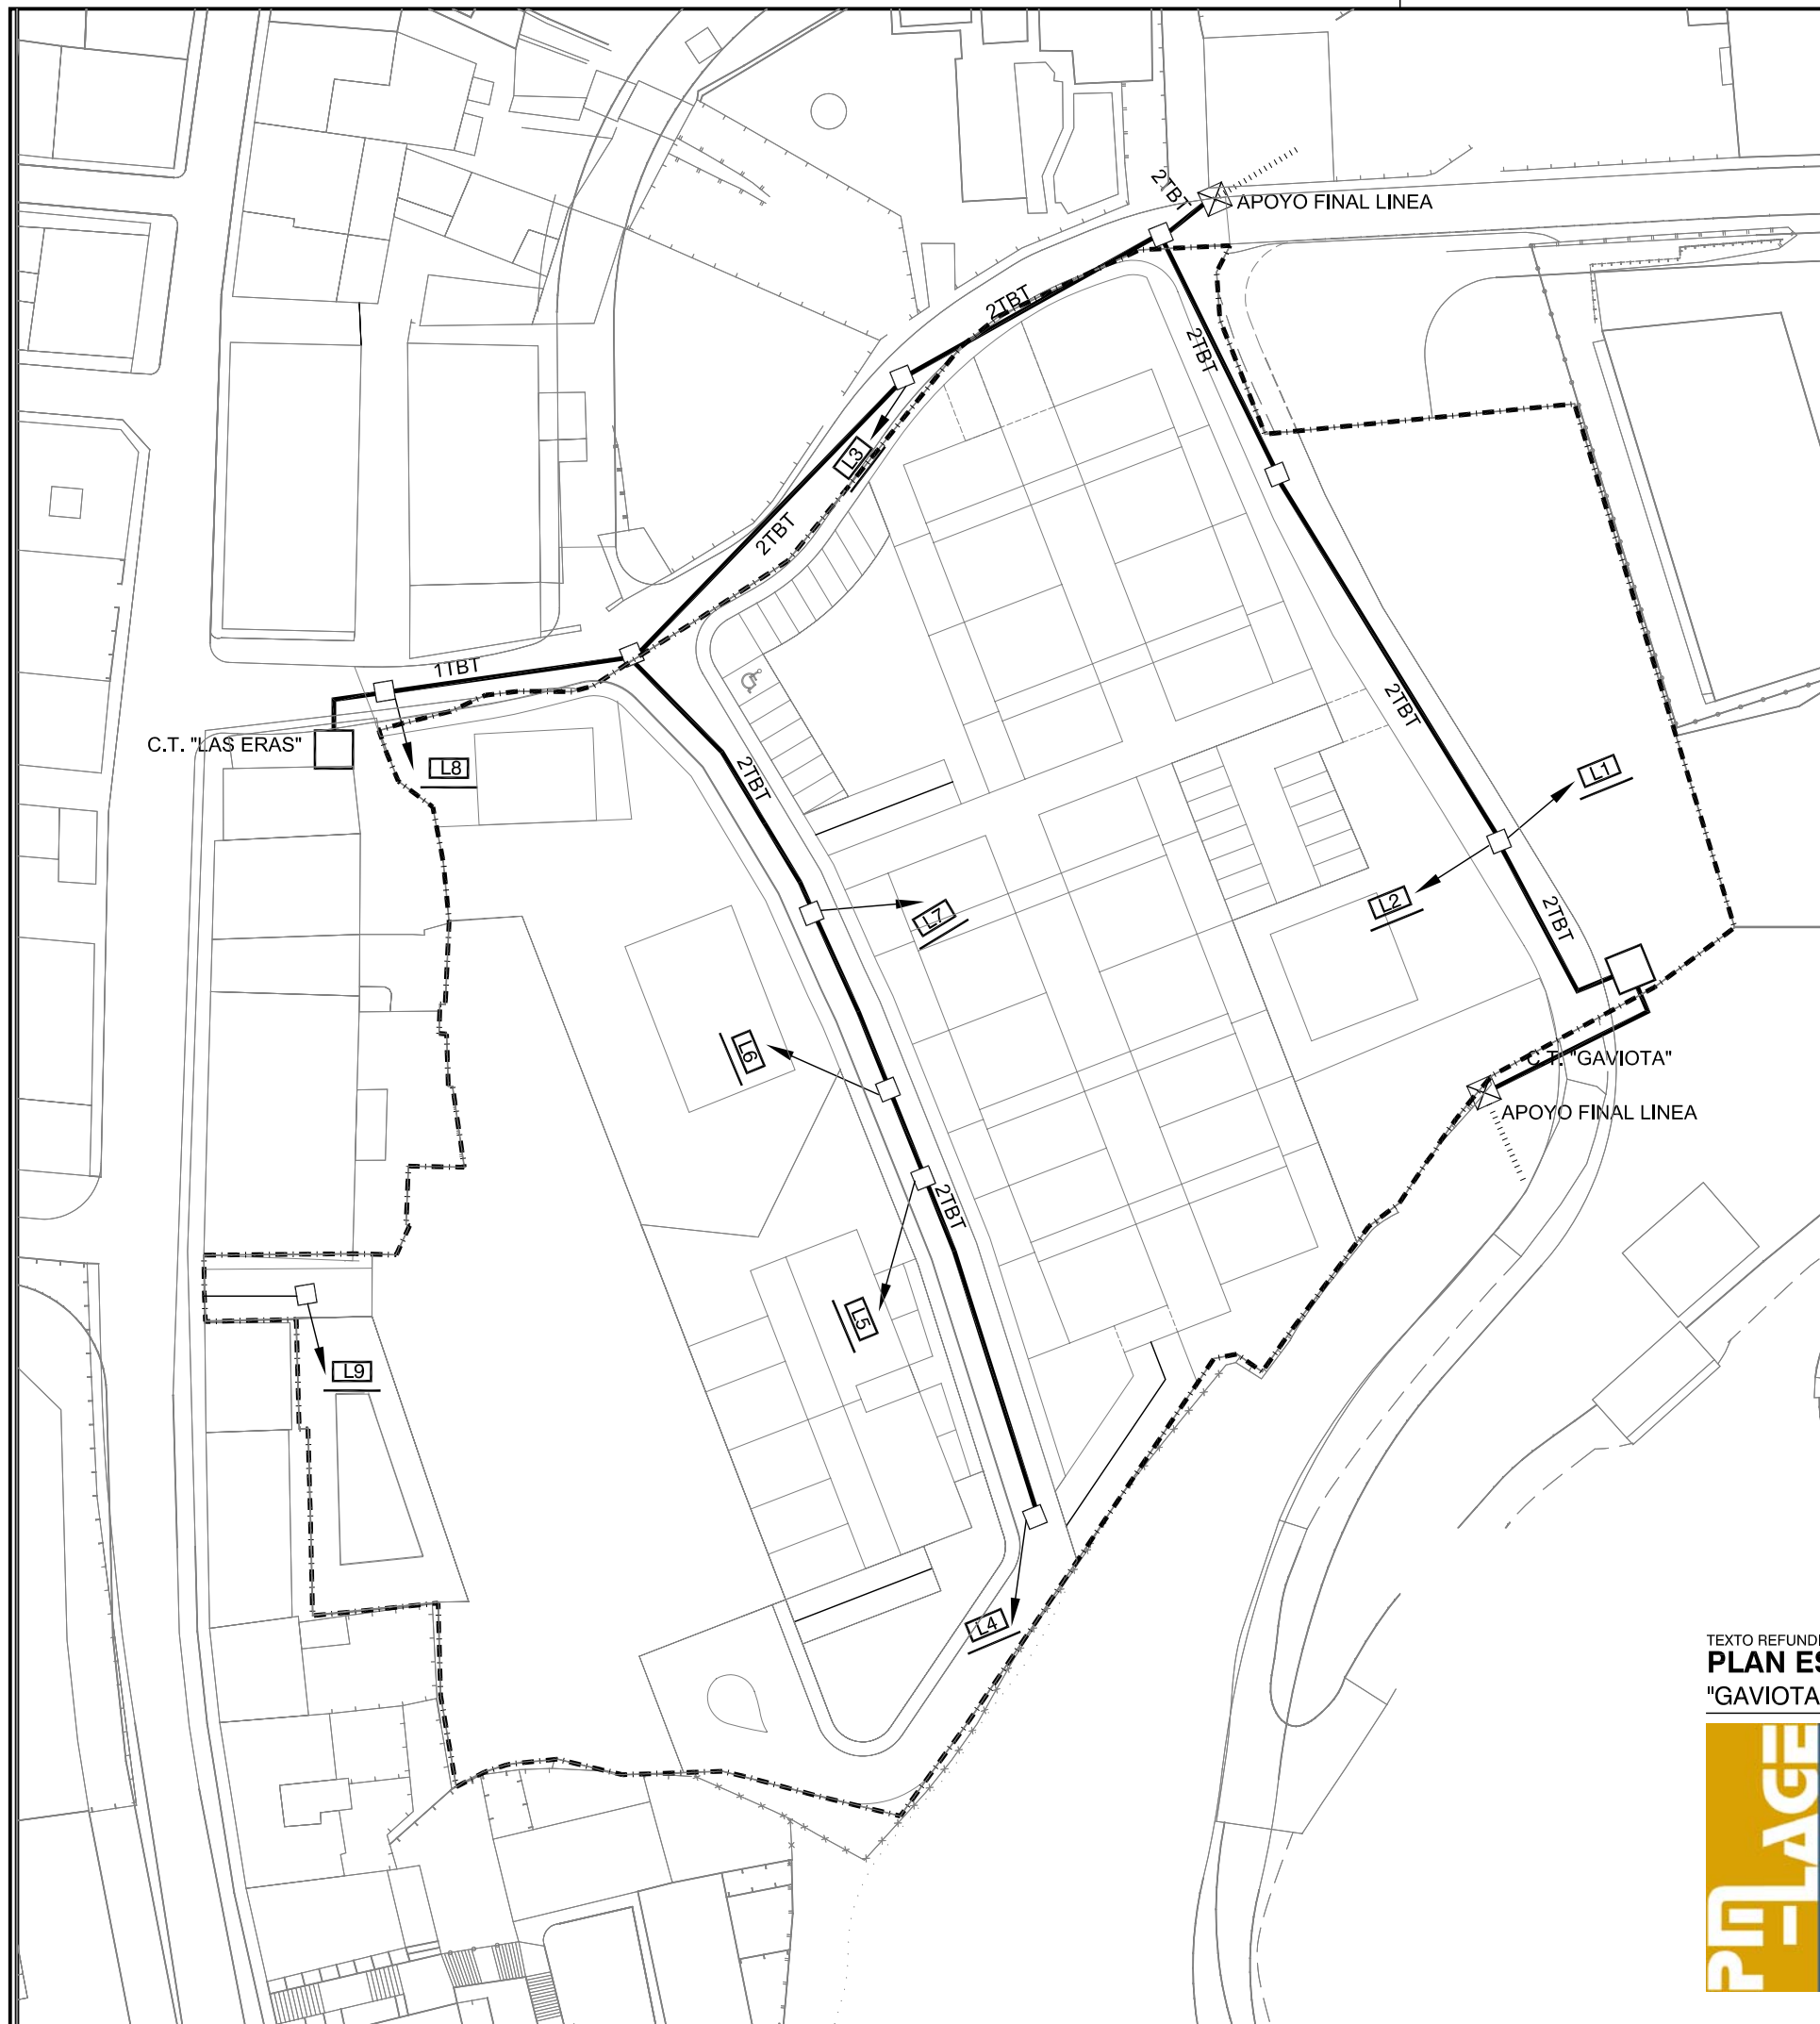 2TBT
APOYO FINAL LINEA
2TBT
2TBT
L3
2TBT
1TBT
2TBT
C.T. "LAS ERAS"
L8
2TBT
L1
L2
L7
2TBT
L6
C.T. "GAVIOTA"
APOYO FINAL LINEA
2TBT
L5
L9
L4
TEXTO REFUND
PLAN ES
"GAVIOTA